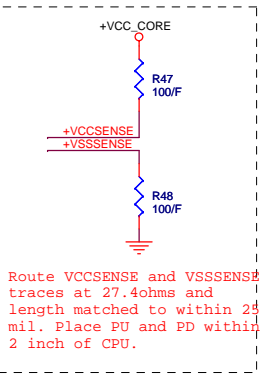 +VCC_CORE
R47
100/F
+VCCSENSE
+VSSSENSE
R48
100/F
Route VCCSENSE and VSSSENSE
traces at 27.4ohms and
length matched to within 25
mil. Place PU and PD within
2 inch of CPU.